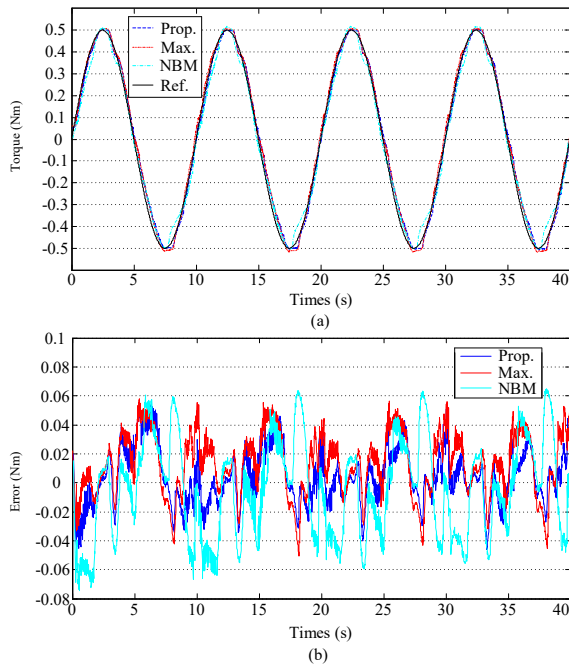 0.5
0.4
0.3
0.2
0.1
0
-0.1
-0.2
-0.3
-0.4
-0.5
Torque (Nm)
Prop.
Max.
NBM
Ref.
0 5 10 15 20 25 30 35 40
Times (s)
(a)
0.1
0.08
0.06
0.04
0.02
0
-0.02
-0.04
-0.06
-0.08
Error (Nm)
Prop.
Max.
NBM
0 5 10 15 20 25 30 35 40
Times (s)
(b)